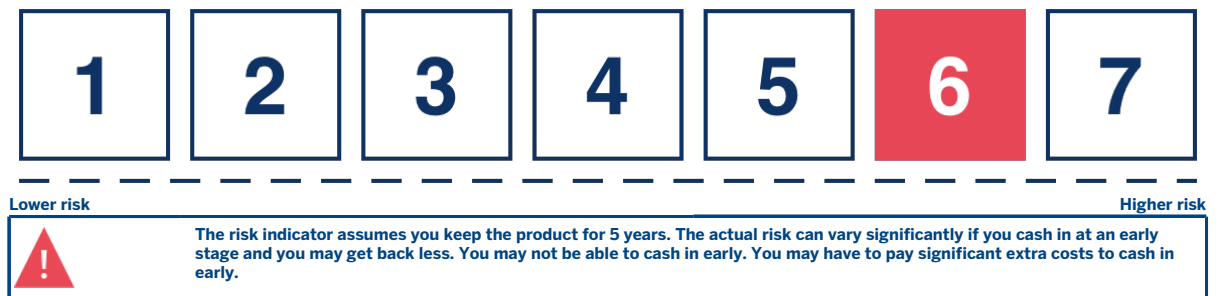 1 2 3 4 5 6 7
Lower risk Higher risk
The risk indicator assumes you keep the product for 5 years. The actual risk can vary significantly if you cash in at an early
stage and you may get back less. You may not be able to cash in early. You may have to pay significant extra costs to cash in
early.
!